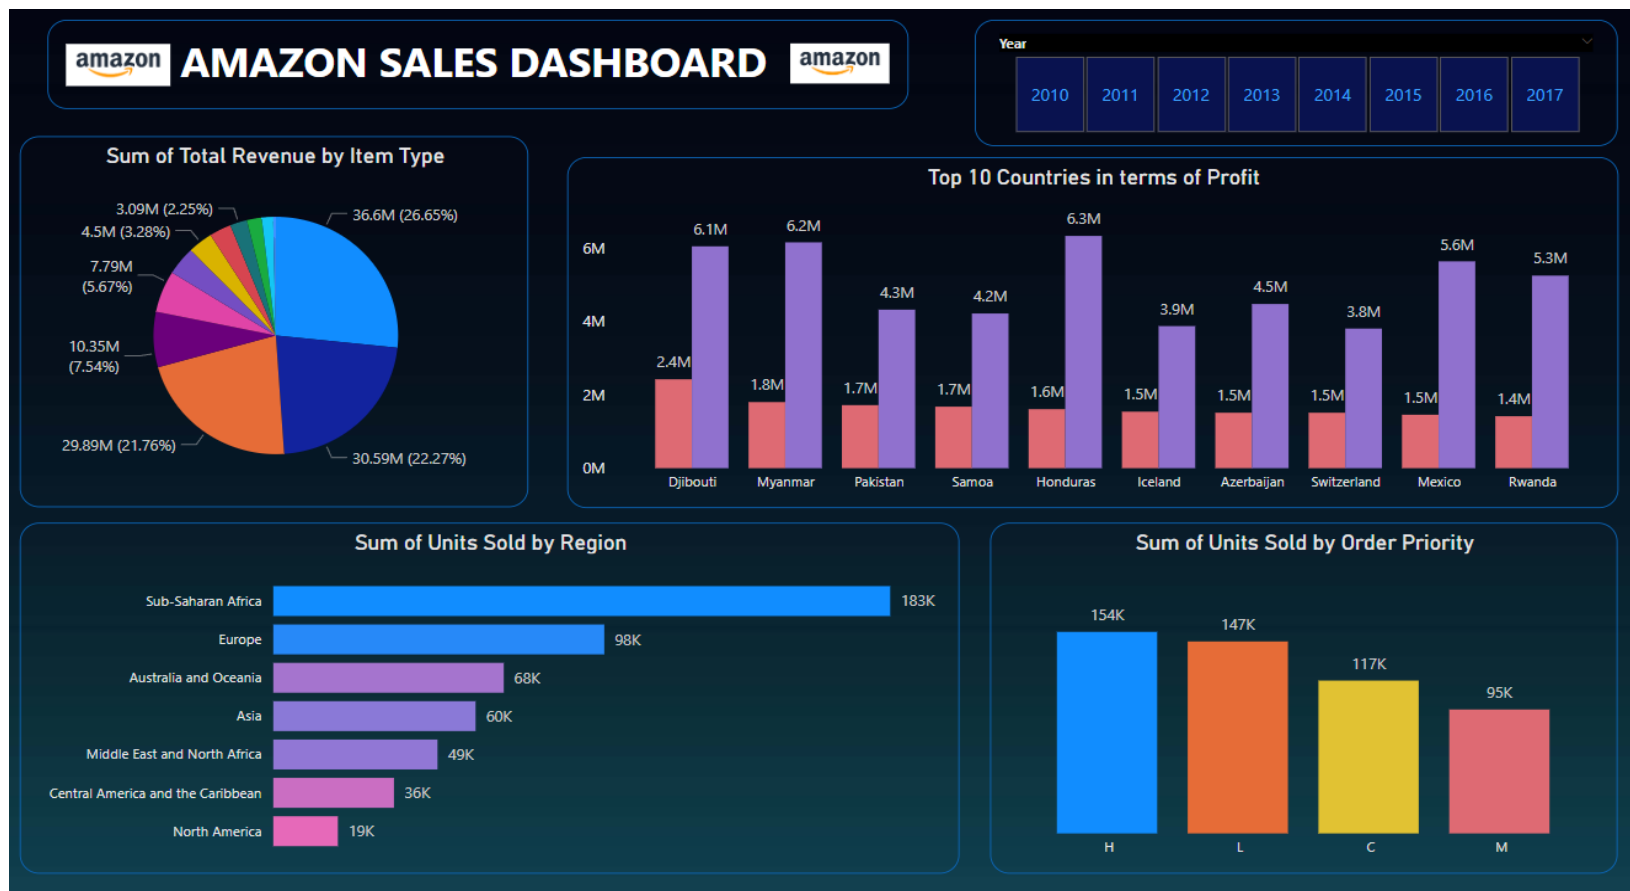 amazon
AMAZON SALES DASHBOARD
amazon
Year
2010 2011 2012 2013 2014 2015 2016 2017
Sum of Total Revenue by Item Type
3.09M (2.25%)
36.6M (26.65%)
4.5M (3.28%)
7.79M
(5.67%)
10.35M
(7.54%)
29.89M (21.76%)
30.59M (22.27%)
Top 10 Countries in terms of Profit
6M
4M
2M
0M
2.4M 6.1M
1.8M 6.2M
1.7M 4.3M
1.7M 4.2M
1.6M 6.3M
1.5M 3.9M
1.5M 4.5M
1.5M 3.8M
1.5M 5.6M
1.4M 5.3M
Djibouti Myanmar Pakistan Samoa Honduras Iceland Azerbaijan Switzerland Mexico Rwanda
Sum of Units Sold by Region
Sub-Saharan Africa 183K
Europe 98K
Australia and Oceania 68K
Asia 60K
Middle East and North Africa 49K
Central America and the Caribbean 36K
North America 19K
Sum of Units Sold by Order Priority
154K 147K 117K 95K
H L C M